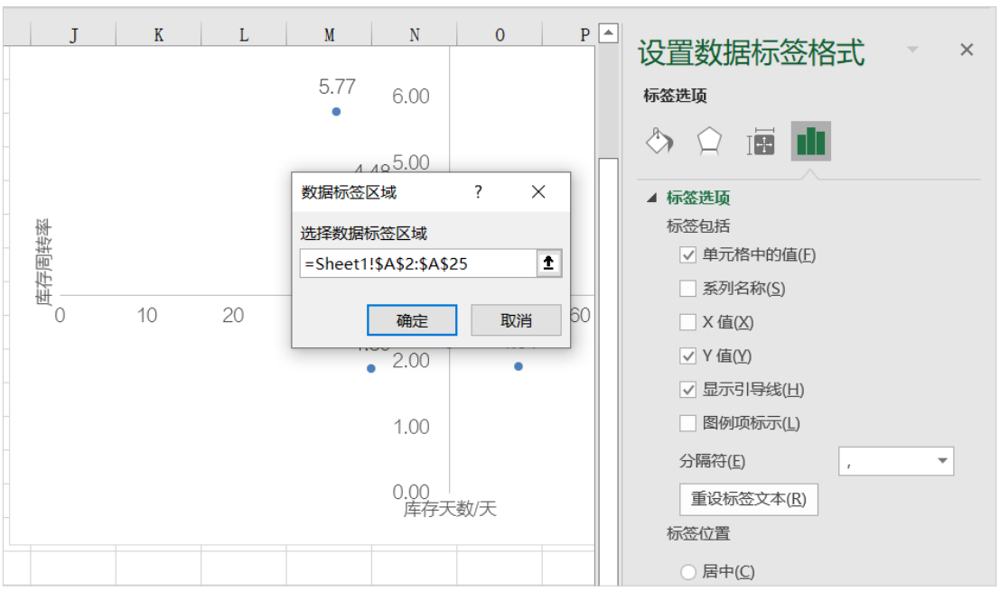 J K L M N O P
5.77
6.00
4.48
5.00
库存周转率
0 10 20 60
2.00
1.00
0.00
库存天数/天
数据标签区域 ? ×
选择数据标签区域
=Sheet1!$A$2:$A$25
确定 取消
设置数据标签格式
标签选项
标签选项
标签包括
单元格中的值(F)
系列名称(S)
X 值(X)
Y 值(Y)
显示引导线(H)
图例项标示(L)
分隔符(E) ,
重设标签文本(R)
标签位置
居中(C)